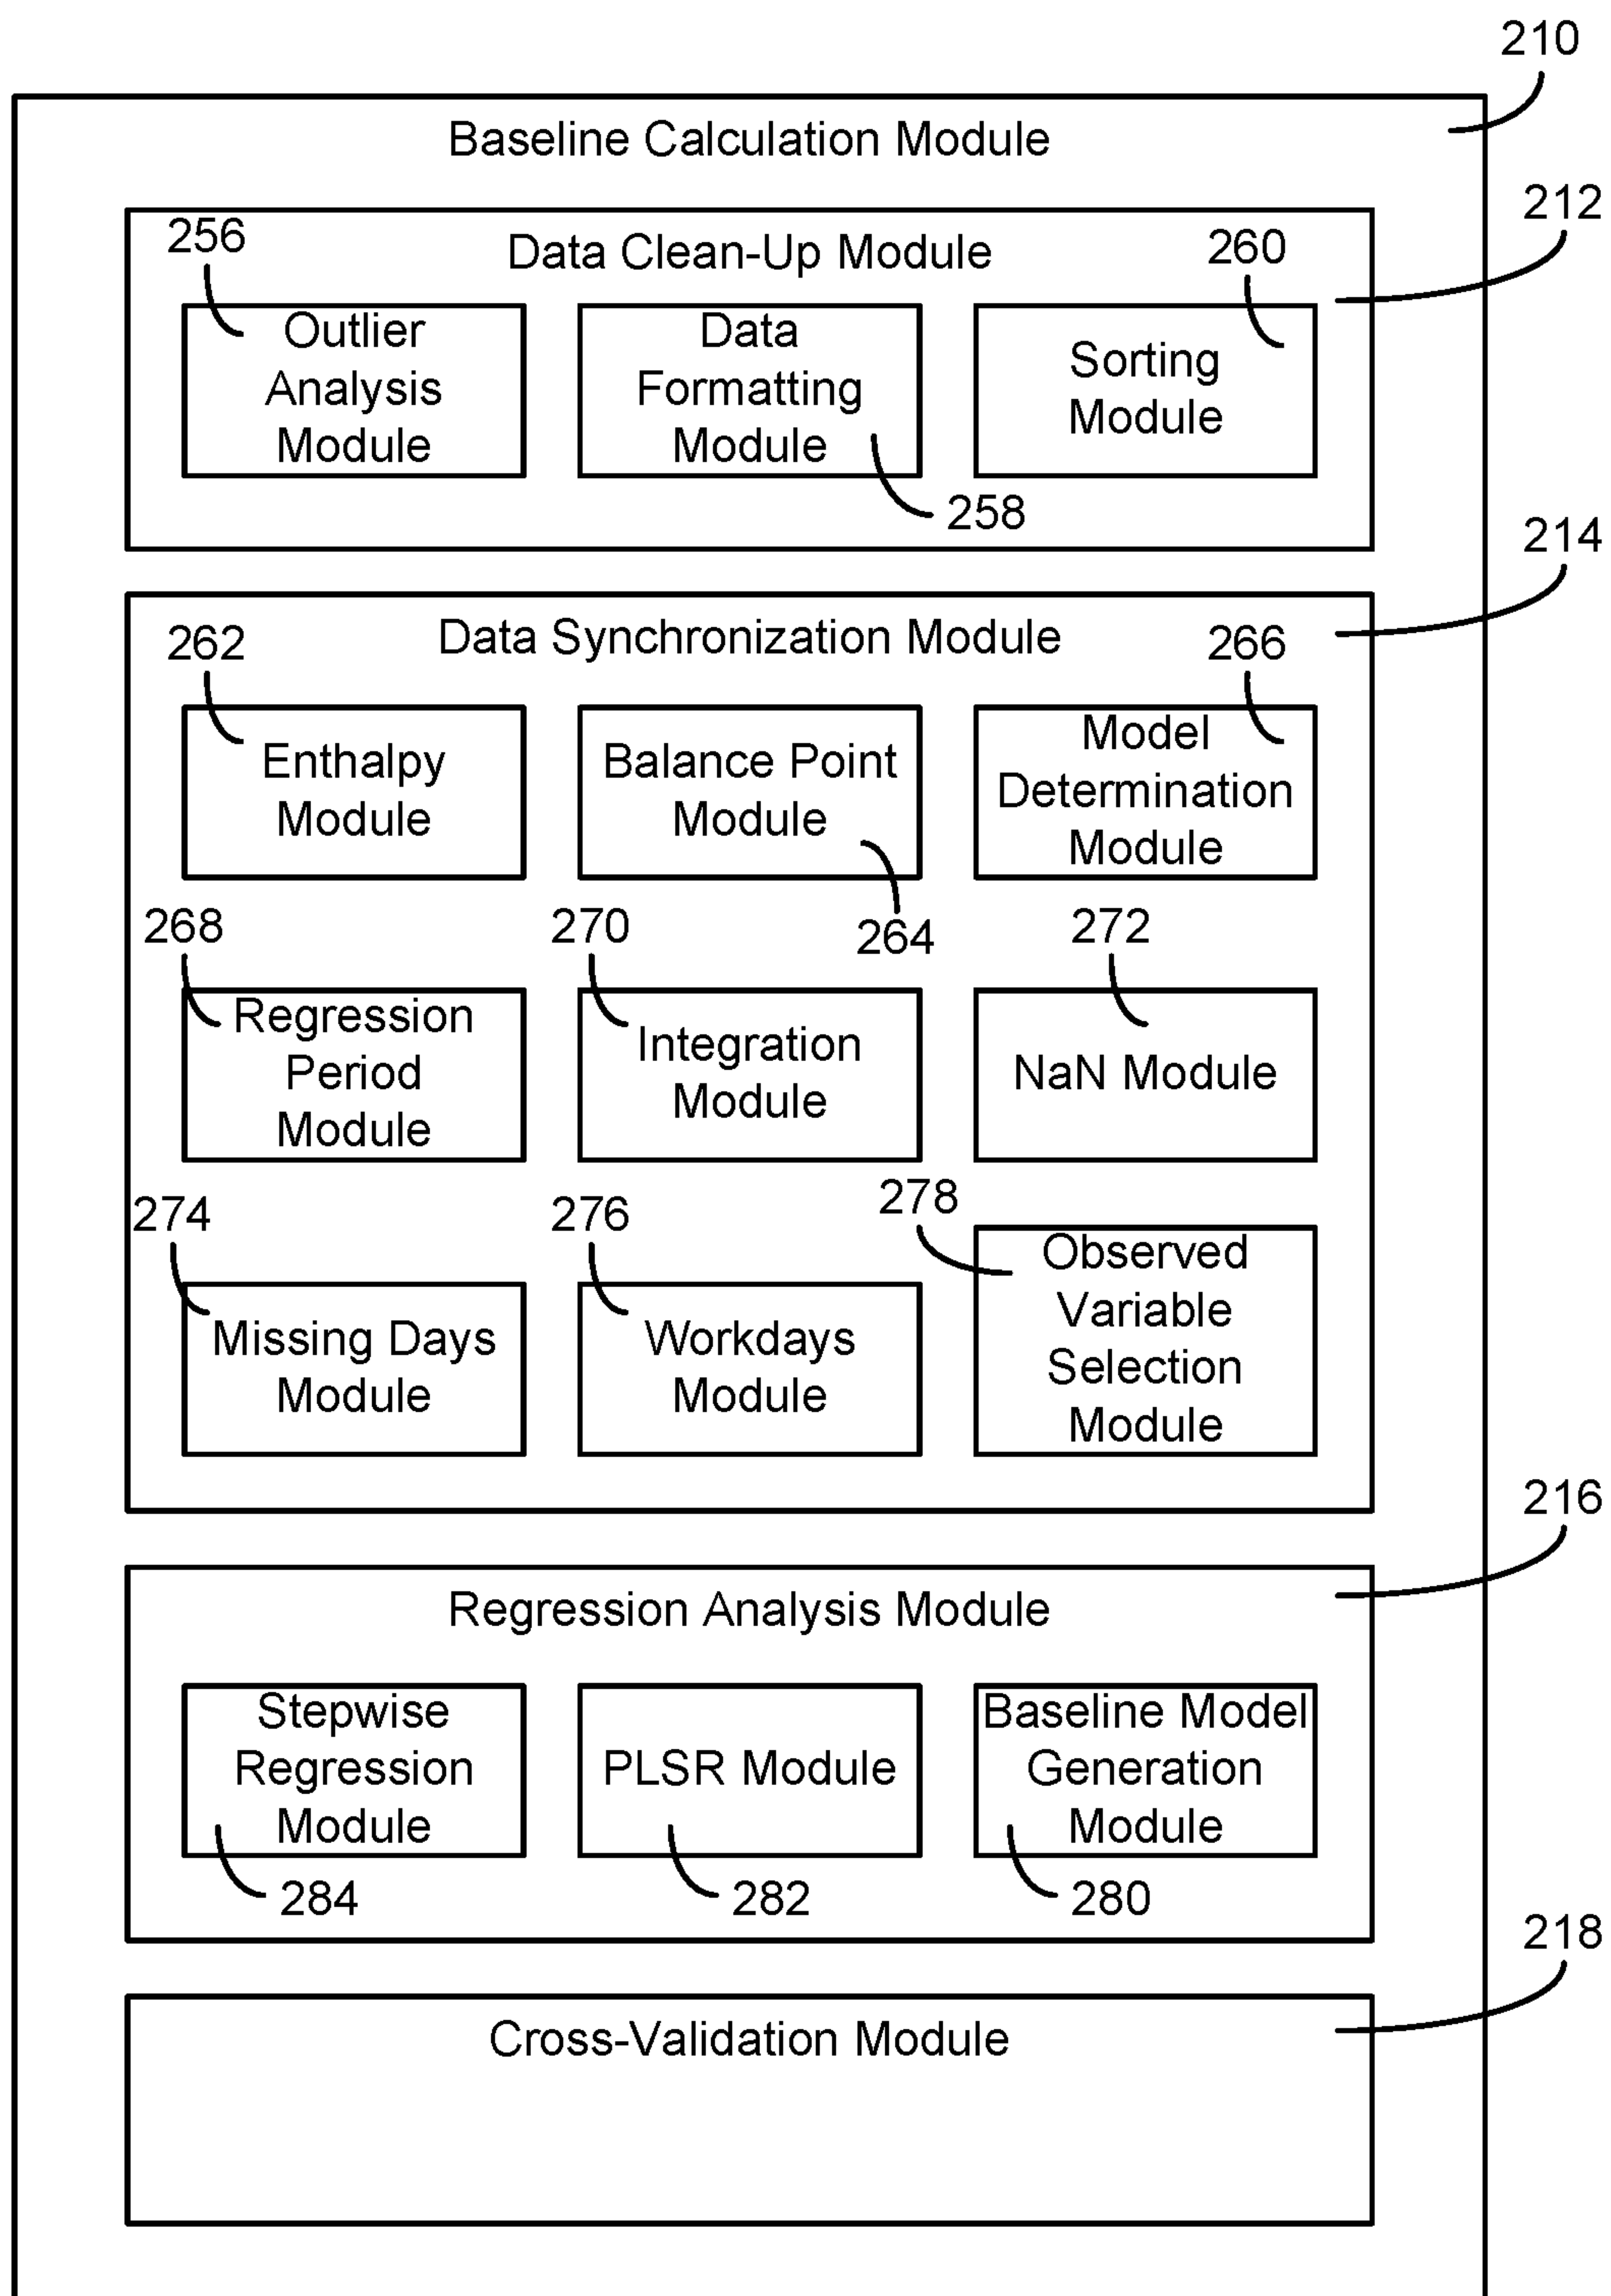 210
Baseline Calculation Module
212
256
Data Clean-Up Module
260
Outlier
Analysis
Module
Data
Formatting
Module
Sorting
Module
258
214
262
Data Synchronization Module
266
Enthalpy
Module
Balance Point
Module
Model
Determination
Module
268
270
264
272
Regression
Period
Module
Integration
Module
NaN Module
274
276
278
Missing Days
Module
Workdays
Module
Observed
Variable
Selection
Module
216
Regression Analysis Module
Stepwise
Regression
Module
PLSR Module
Baseline Model
Generation
Module
284
282
280
218
Cross-Validation Module